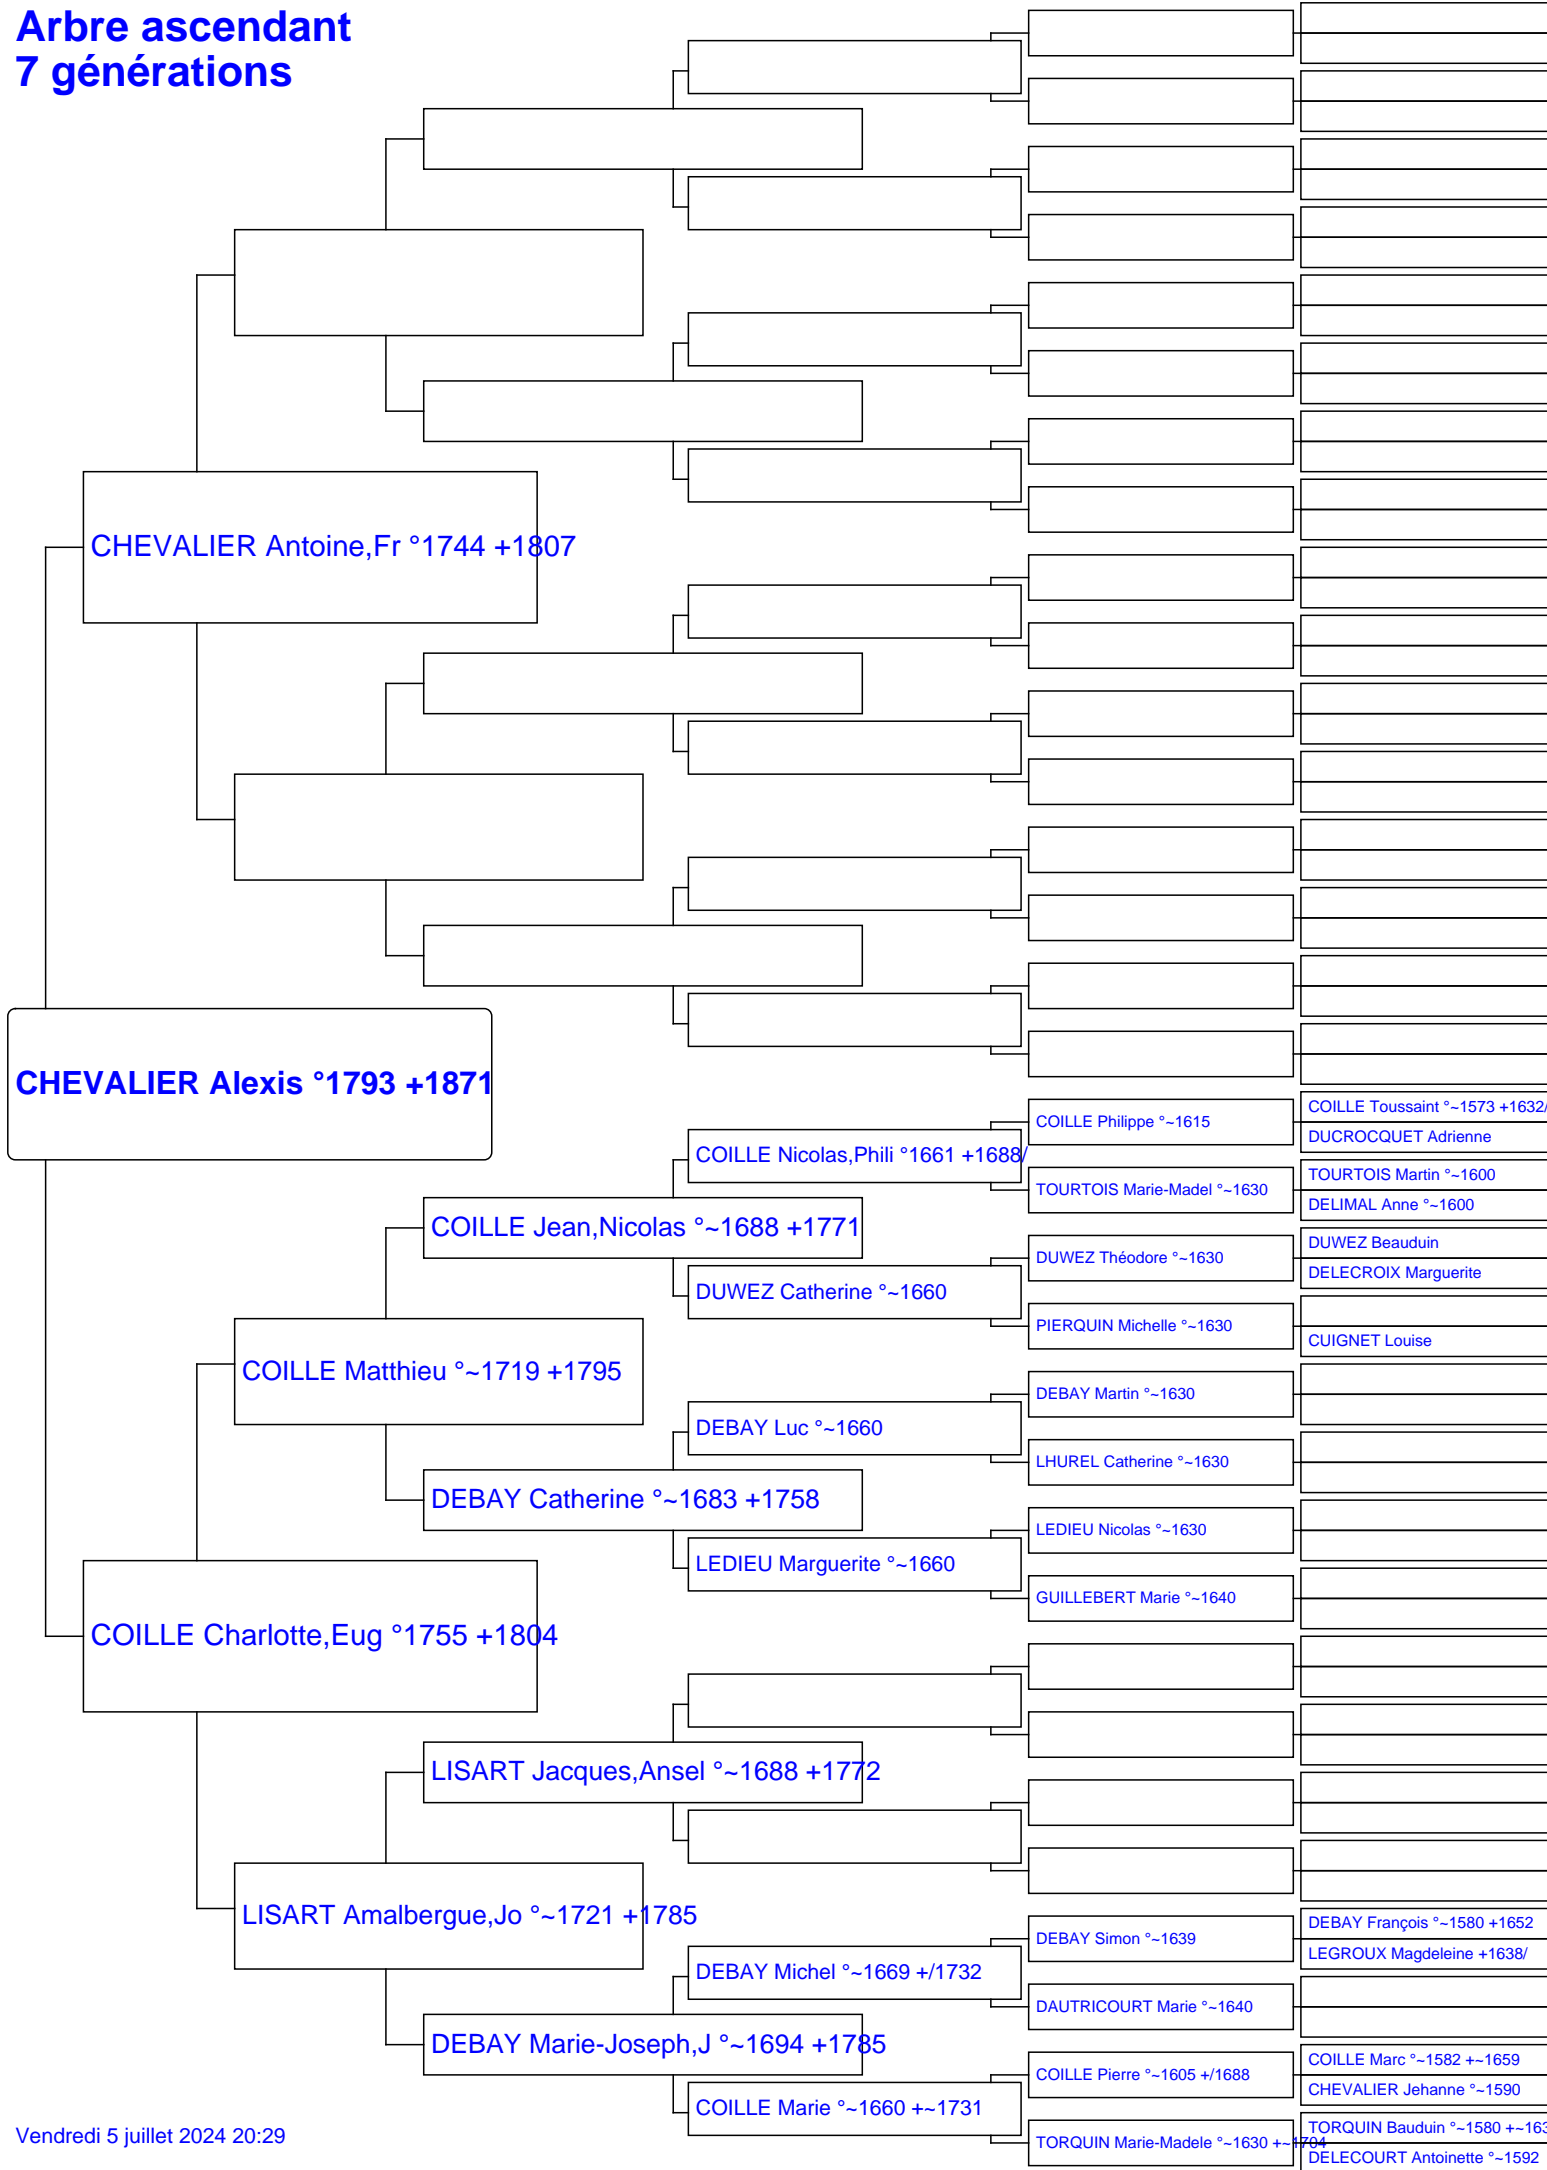 Arbre ascendant
7 générations
CHEVALIER Antoine,Fr °1744 +1807
CHEVALIER Alexis °1793 +1871
COILLE Toussaint °~1573 +1632/
COILLE Philippe °~1615
DUCROCQUET Adrienne
COILLE Nicolas,Phili °1661 +1688/
TOURTOIS Martin °~1600
TOURTOIS Marie-Madel °~1630
DELIMAL Anne °~1600
COILLE Jean,Nicolas °~1688 +1771
DUWEZ Beauduin
DUWEZ Théodore °~1630
DELECROIX Marguerite
DUWEZ Catherine °~1660
PIERQUIN Michelle °~1630
CUIGNET Louise
COILLE Matthieu °~1719 +1795
DEBAY Martin °~1630
DEBAY Luc °~1660
LHUREL Catherine °~1630
DEBAY Catherine °~1683 +1758
LEDIEU Nicolas °~1630
LEDIEU Marguerite °~1660
GUILLEBERT Marie °~1640
COILLE Charlotte,Eug °1755 +1804
LISART Jacques,Ansel °~1688 +1772
LISART Amalbergue,Jo °~1721 +1785
DEBAY François °~1580 +1652
DEBAY Simon °~1639
LEGROUX Magdeleine +1638/
DEBAY Michel °~1669 +/1732
DAUTRICOURT Marie °~1640
DEBAY Marie-Joseph,J °~1694 +1785
COILLE Marc °~1582 +~1659
COILLE Pierre °~1605 +/1688
CHEVALIER Jehanne °~1590
COILLE Marie °~1660 +~1731
TORQUIN Bauduin °~1580 +~163
TORQUIN Marie-Madele °~1630 +~1704
DELECOURT Antoinette °~1592
Vendredi 5 juillet 2024 20:29